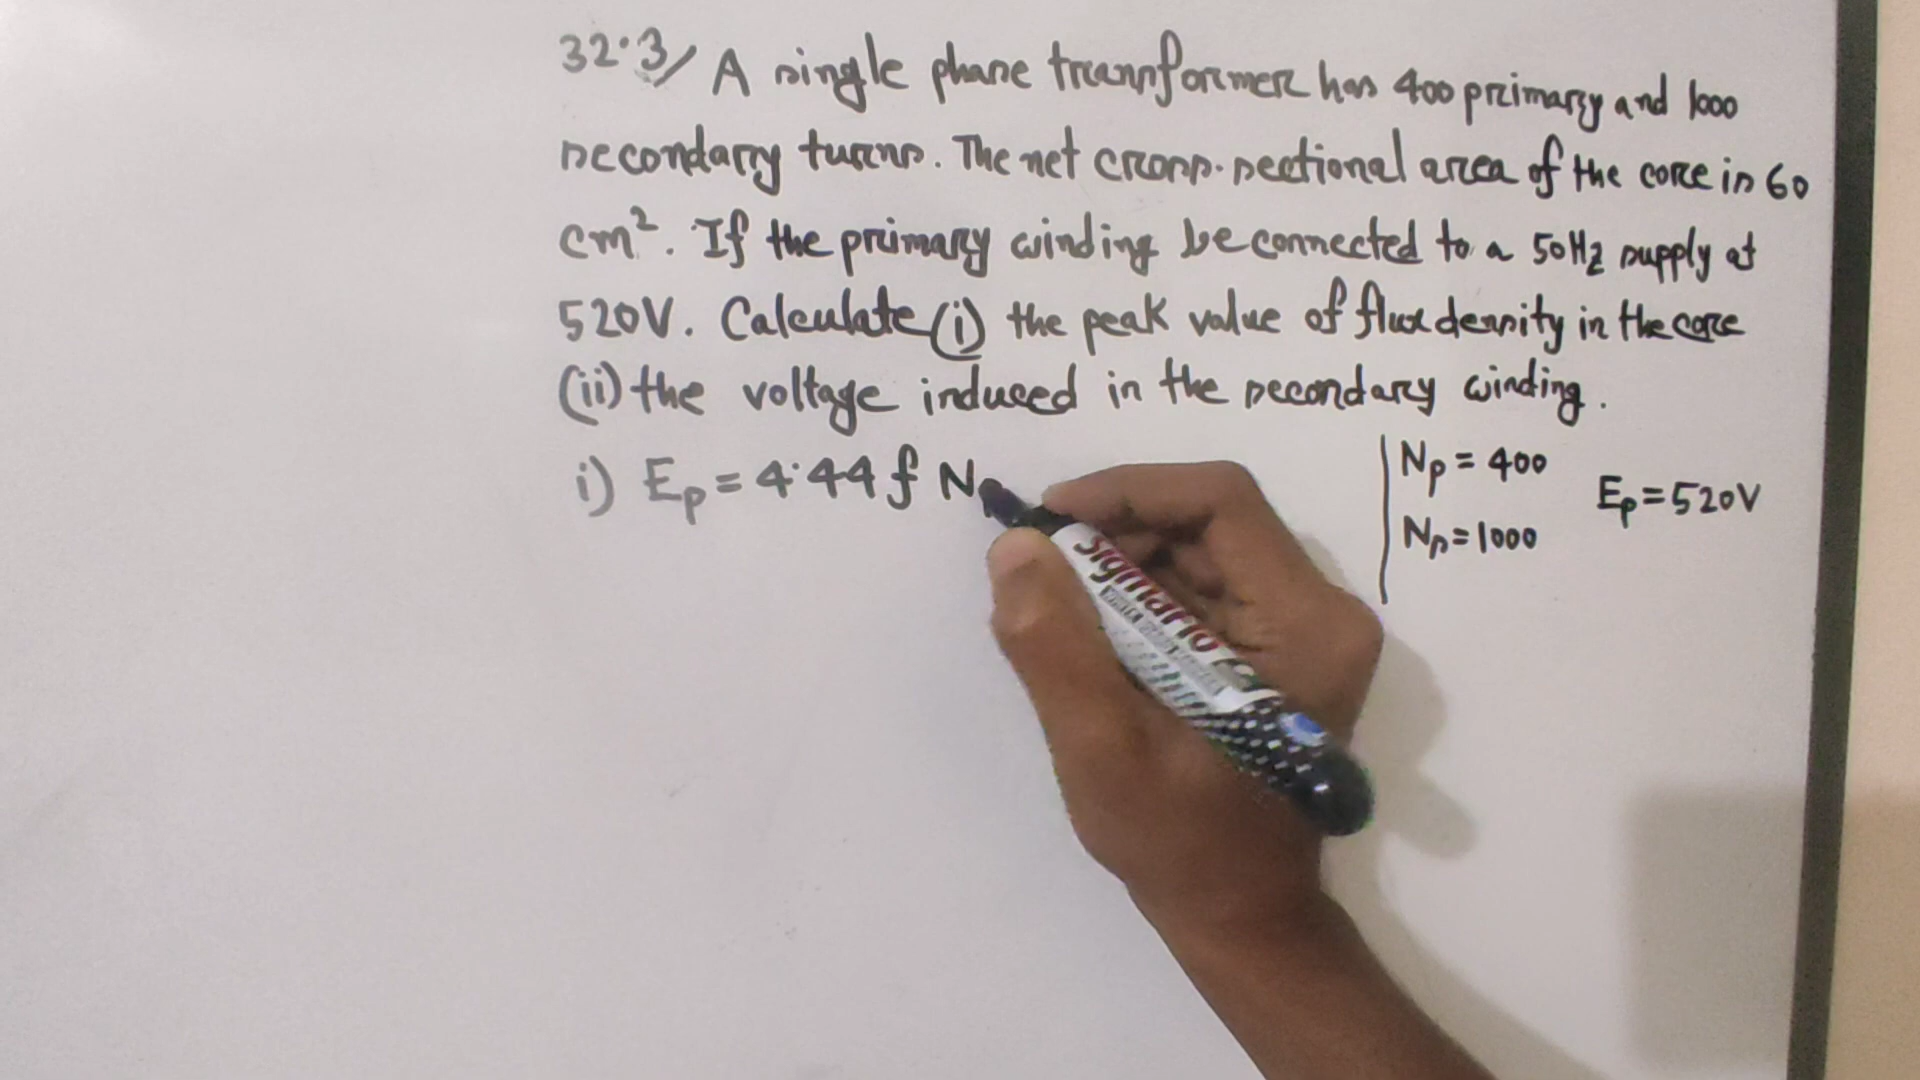 32.3/ A single phase transformer has 400 primary and 1000
secondary turns. The net cross-sectional area of the core is 60
cm². If the primary winding be connected to a 50Hz supply at
520V. Calculate (i) the peak value of flux density in the core
(ii) the voltage induced in the secondary winding.
i) Ep = 4.44 f N
Np = 400
Ns = 1000
Ep = 520V
Sigmario